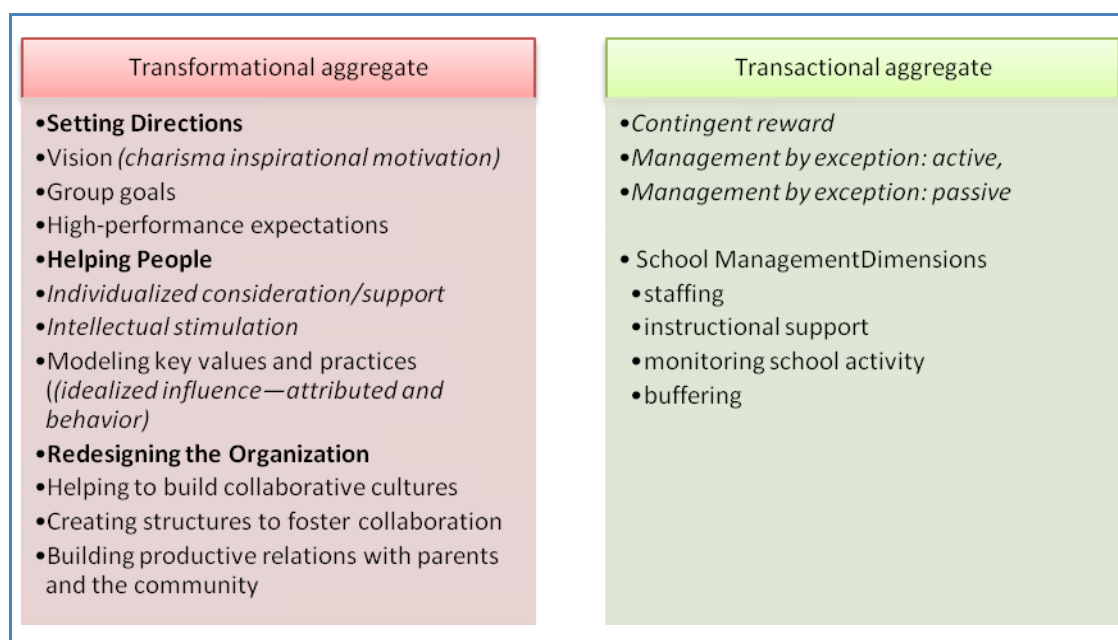 Transformational aggregate
•Setting Directions
•Vision (charisma inspirational motivation)
•Group goals
•High-performance expectations
•Helping People
•Individualized consideration/support
•Intellectual stimulation
•Modeling key values and practices
((idealized influence—attributed and
behavior)
•Redesigning the Organization
•Helping to build collaborative cultures
•Creating structures to foster collaboration
•Building productive relations with parents
and the community
Transactional aggregate
•Contingent reward
•Management by exception: active,
•Management by exception: passive
• School ManagementDimensions
•staffing
•instructional support
•monitoring school activity
•buffering